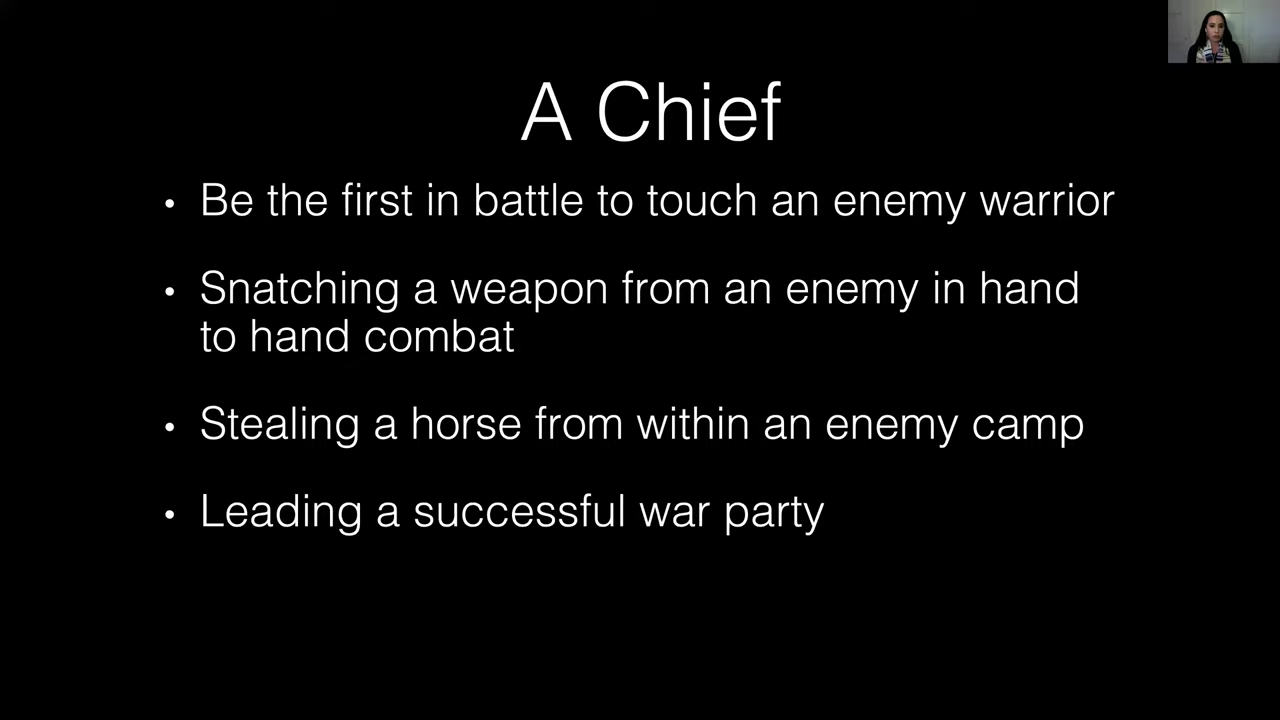 A Chief
• Be the first in battle to touch an enemy warrior
• Snatching a weapon from an enemy in hand
to hand combat
• Stealing a horse from within an enemy camp
• Leading a successful war party